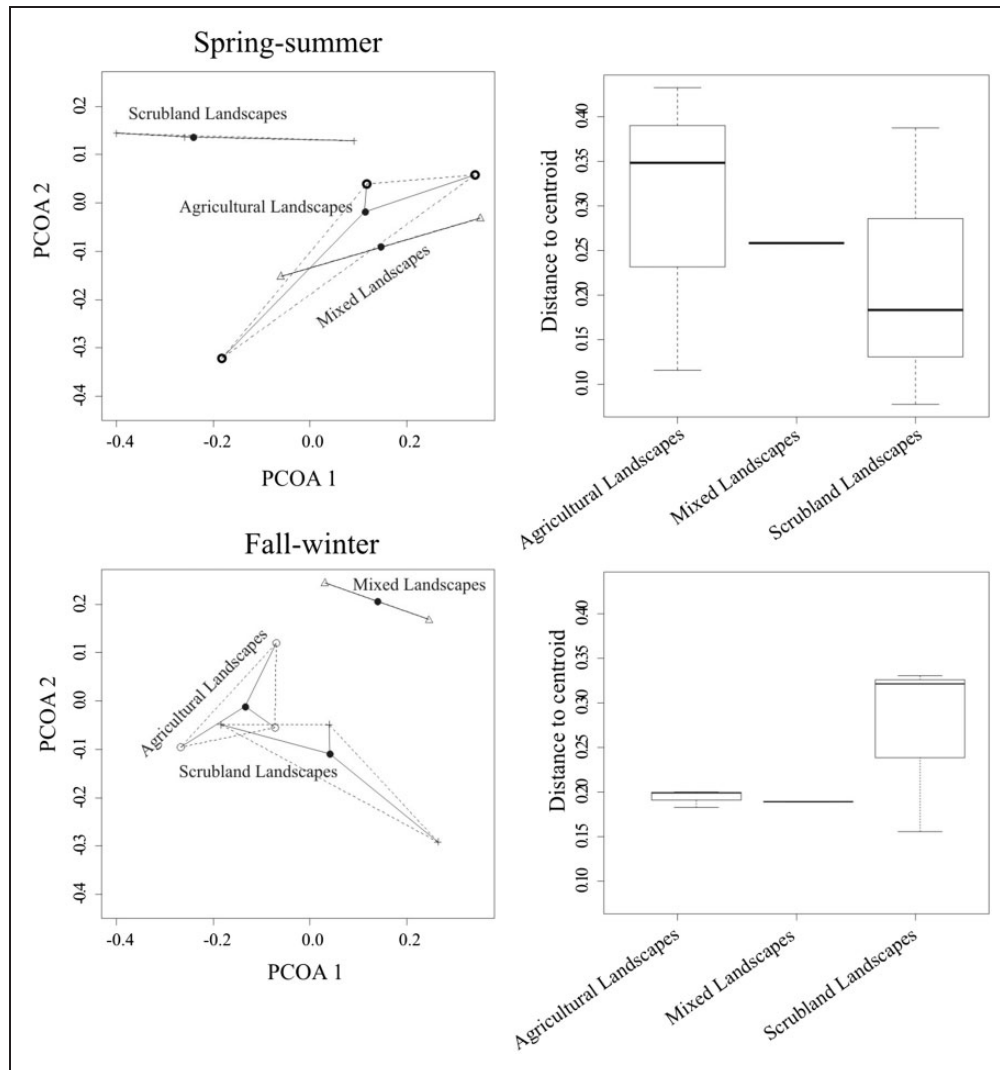 Spring-summer
0.2
0.1
0.0
-0.1
-0.2
-0.3
-0.4
PCOA 2
Scrubland Landscapes
Agricultural Landscapes
Mixed Landscapes
-0.4
-0.2
0.0
0.2
PCOA 1
0.40
0.35
0.30
0.25
0.20
0.15
0.10
Distance to centroid
Agricultural Landscapes
Mixed Landscapes
Scrubland Landscapes
Fall-winter
0.2
0.1
0.0
-0.1
-0.2
-0.3
-0.4
PCOA 2
Mixed Landscapes
Agricultural Landscapes
Scrubland Landscapes
-0.4
-0.2
0.0
0.2
PCOA 1
0.40
0.35
0.30
0.25
0.20
0.15
0.10
Distance to centroid
Agricultural Landscapes
Mixed Landscapes
Scrubland Landscapes